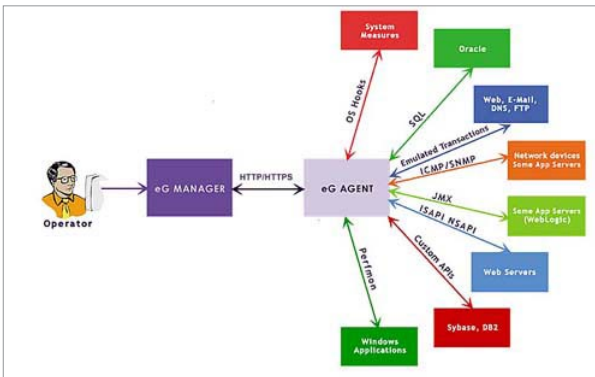 System
Measures
Oracle
OS Hooks
SQL
Web, E-Mail,
DNS, FTP
Emulated Transactions
ICMP/SNMP
Network devices
Some App Servers
HTTP/HTTPS
eG MANAGER
eG AGENT
Operator
JMX
Some App Servers
(WebLogic)
ISAPI NSAPI
Web Servers
Custom APIs
Perfmon
Sybase, DB2
Windows
Applications